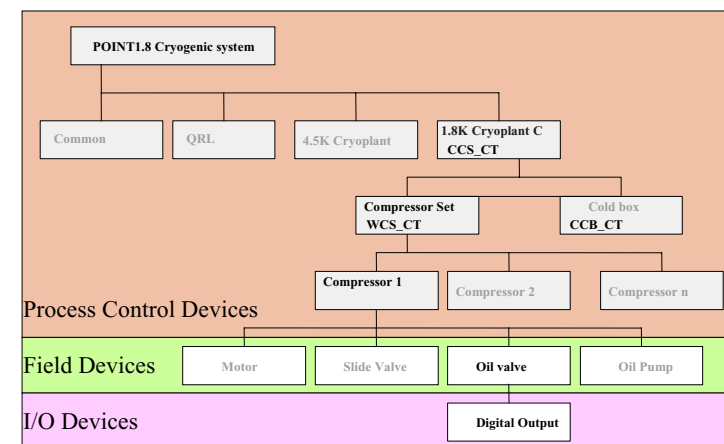 POINT1.8 Cryogenic system
Common
QRL
4.5K Cryoplant
1.8K Cryoplant C
CCS_CT
Compressor Set
WCS_CT
Cold box
CCB_CT
Compressor 1
Compressor 2
Compressor n
Process Control Devices
Field Devices
Motor
Slide Valve
Oil valve
Oil Pump
I/O Devices
Digital Output